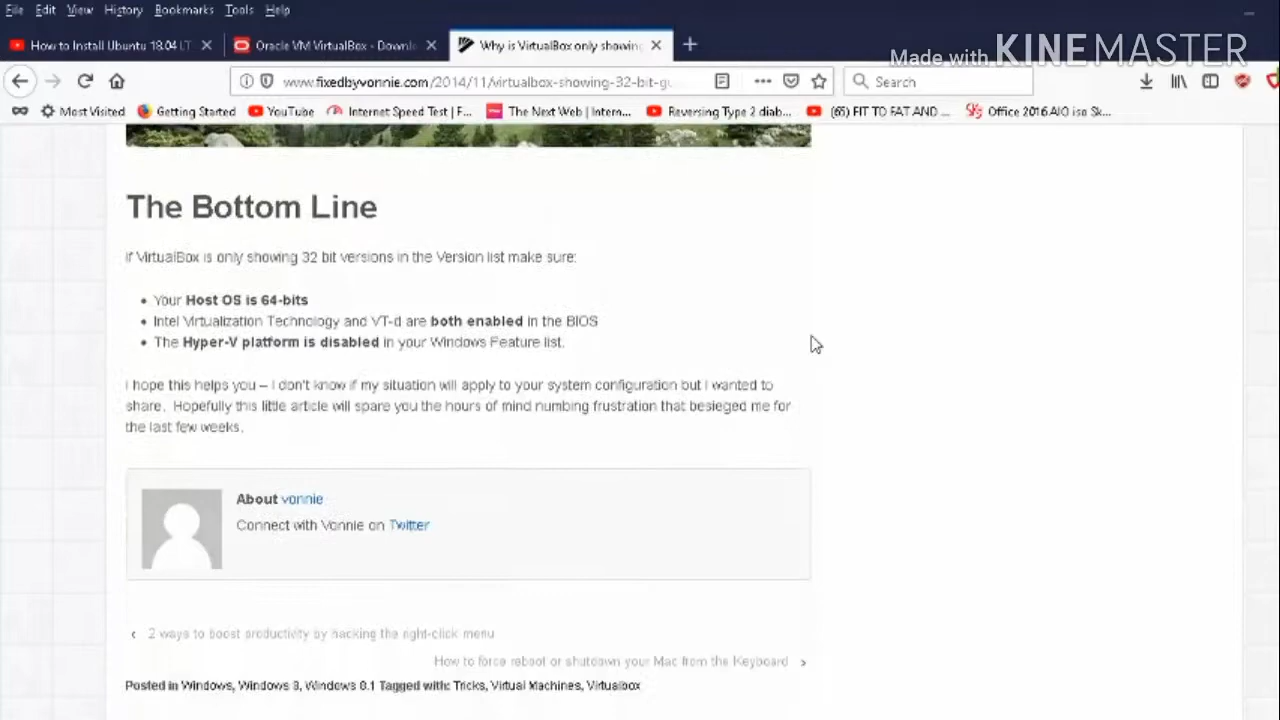 File Edit View History Bookmarks Tools Help
How to Install Ubuntu 18.04 LT
Oracle VM VirtualBox - Downl
Why is VirtualBox only showin
Made with KINEMASTER
www.fixedbyvonnie.com/2014/11/virtualbox-showing-32-bit-gu
Search
Most Visited Getting Started YouTube Internet Speed Test | F... The Next Web | Intern... Reversing Type 2 diab... (65) FIT TO FAT AND ... Office 2016 AIO iso Sk...
The Bottom Line
If VirtualBox is only showing 32 bit versions in the Version list make sure:
• Your Host OS is 64-bits
• Intel Virtualization Technology and VT-d are both enabled in the BIOS
• The Hyper-V platform is disabled in your Windows Feature list.
I hope this helps you – I don't know if my situation will apply to your system configuration but I wanted to
share. Hopefully this little article will spare you the hours of mind numbing frustration that besieged me for
the last few weeks.
About vonnie
Connect with Vonnie on Twitter
‹ 2 ways to boost productivity by hacking the right-click menu
How to force reboot or shutdown your Mac from the Keyboard ›
Posted in Windows, Windows 8, Windows 8.1 Tagged with: Tricks, Virtual Machines, Virtualbox